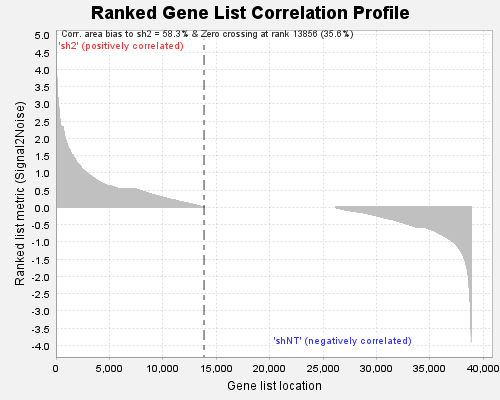 Ranked Gene List Correlation Profile
Corr. area bias to sh2 = 58.3% & Zero crossing at rank 13856 (35.6%)
'sh2' (positively correlated)
5.0
4.5
4.0
3.5
3.0
2.5
2.0
1.5
1.0
0.5
0.0
-0.5
-1.0
-1.5
-2.0
-2.5
-3.0
-3.5
-4.0
Ranked list metric (Signal2Noise)
'shNT' (negatively correlated)
0 5,000 10,000 15,000 20,000 25,000 30,000 35,000 40,000
Gene list location